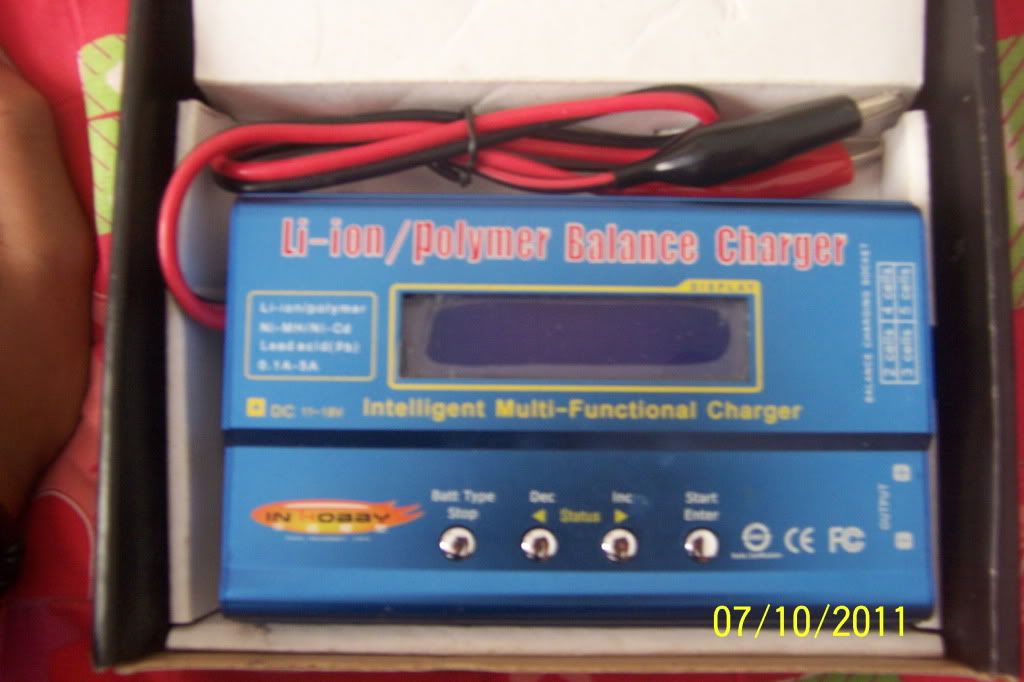 Li-ion/Polymer Balance Charger
DISPLAY
Li-ion/polymer
Ni-MH/Ni-Cd
Lead acid(Pb)
0.1A-5A
BALANCE CHARGING SOCKET
2 cells
4 cells
3 cells
5 cells
DC 11-18V
Intelligent Multi-Functional Charger
IN HOBBY
Batt Type
Stop
Dec
Status
Inc
Start
Enter
CE
FC
OUTPUT
07/10/2011